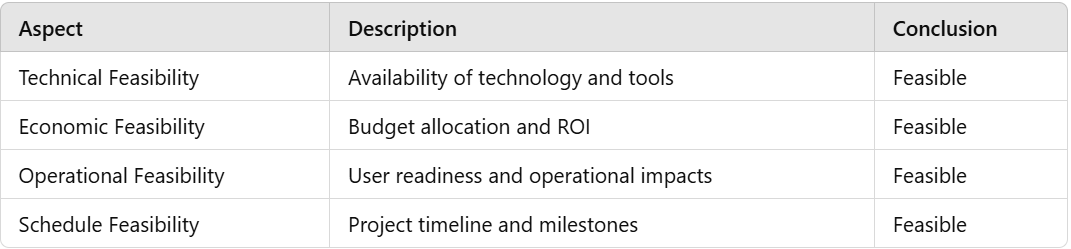 Aspect Description Conclusion
Technical Feasibility Availability of technology and tools Feasible
Economic Feasibility Budget allocation and ROI Feasible
Operational Feasibility User readiness and operational impacts Feasible
Schedule Feasibility Project timeline and milestones Feasible